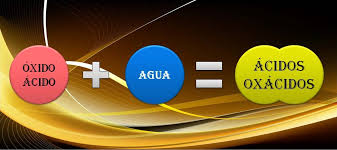 ÓXIDO
ÁCIDO
+
AGUA
=
ÁCIDOS
OXÁCIDOS